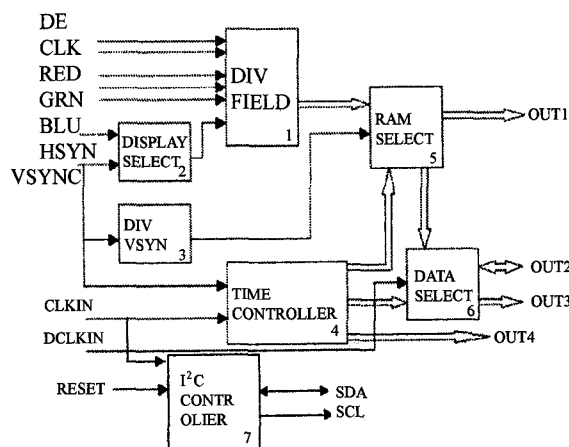 DE
CLK
RED
GRN
BLU
HSYN
VSYNC
DIV
FIELD
1
DISPLAY
SELECT
2
DIV
VSYN
3
RAM
SELECT
5
OUT1
TIME
CONTROLLER
4
DATA
SELECT
6
OUT2
OUT3
OUT4
CLKIN
DCLKIN
RESET
I²C
CONTR
OLIER
7
SDA
SCL